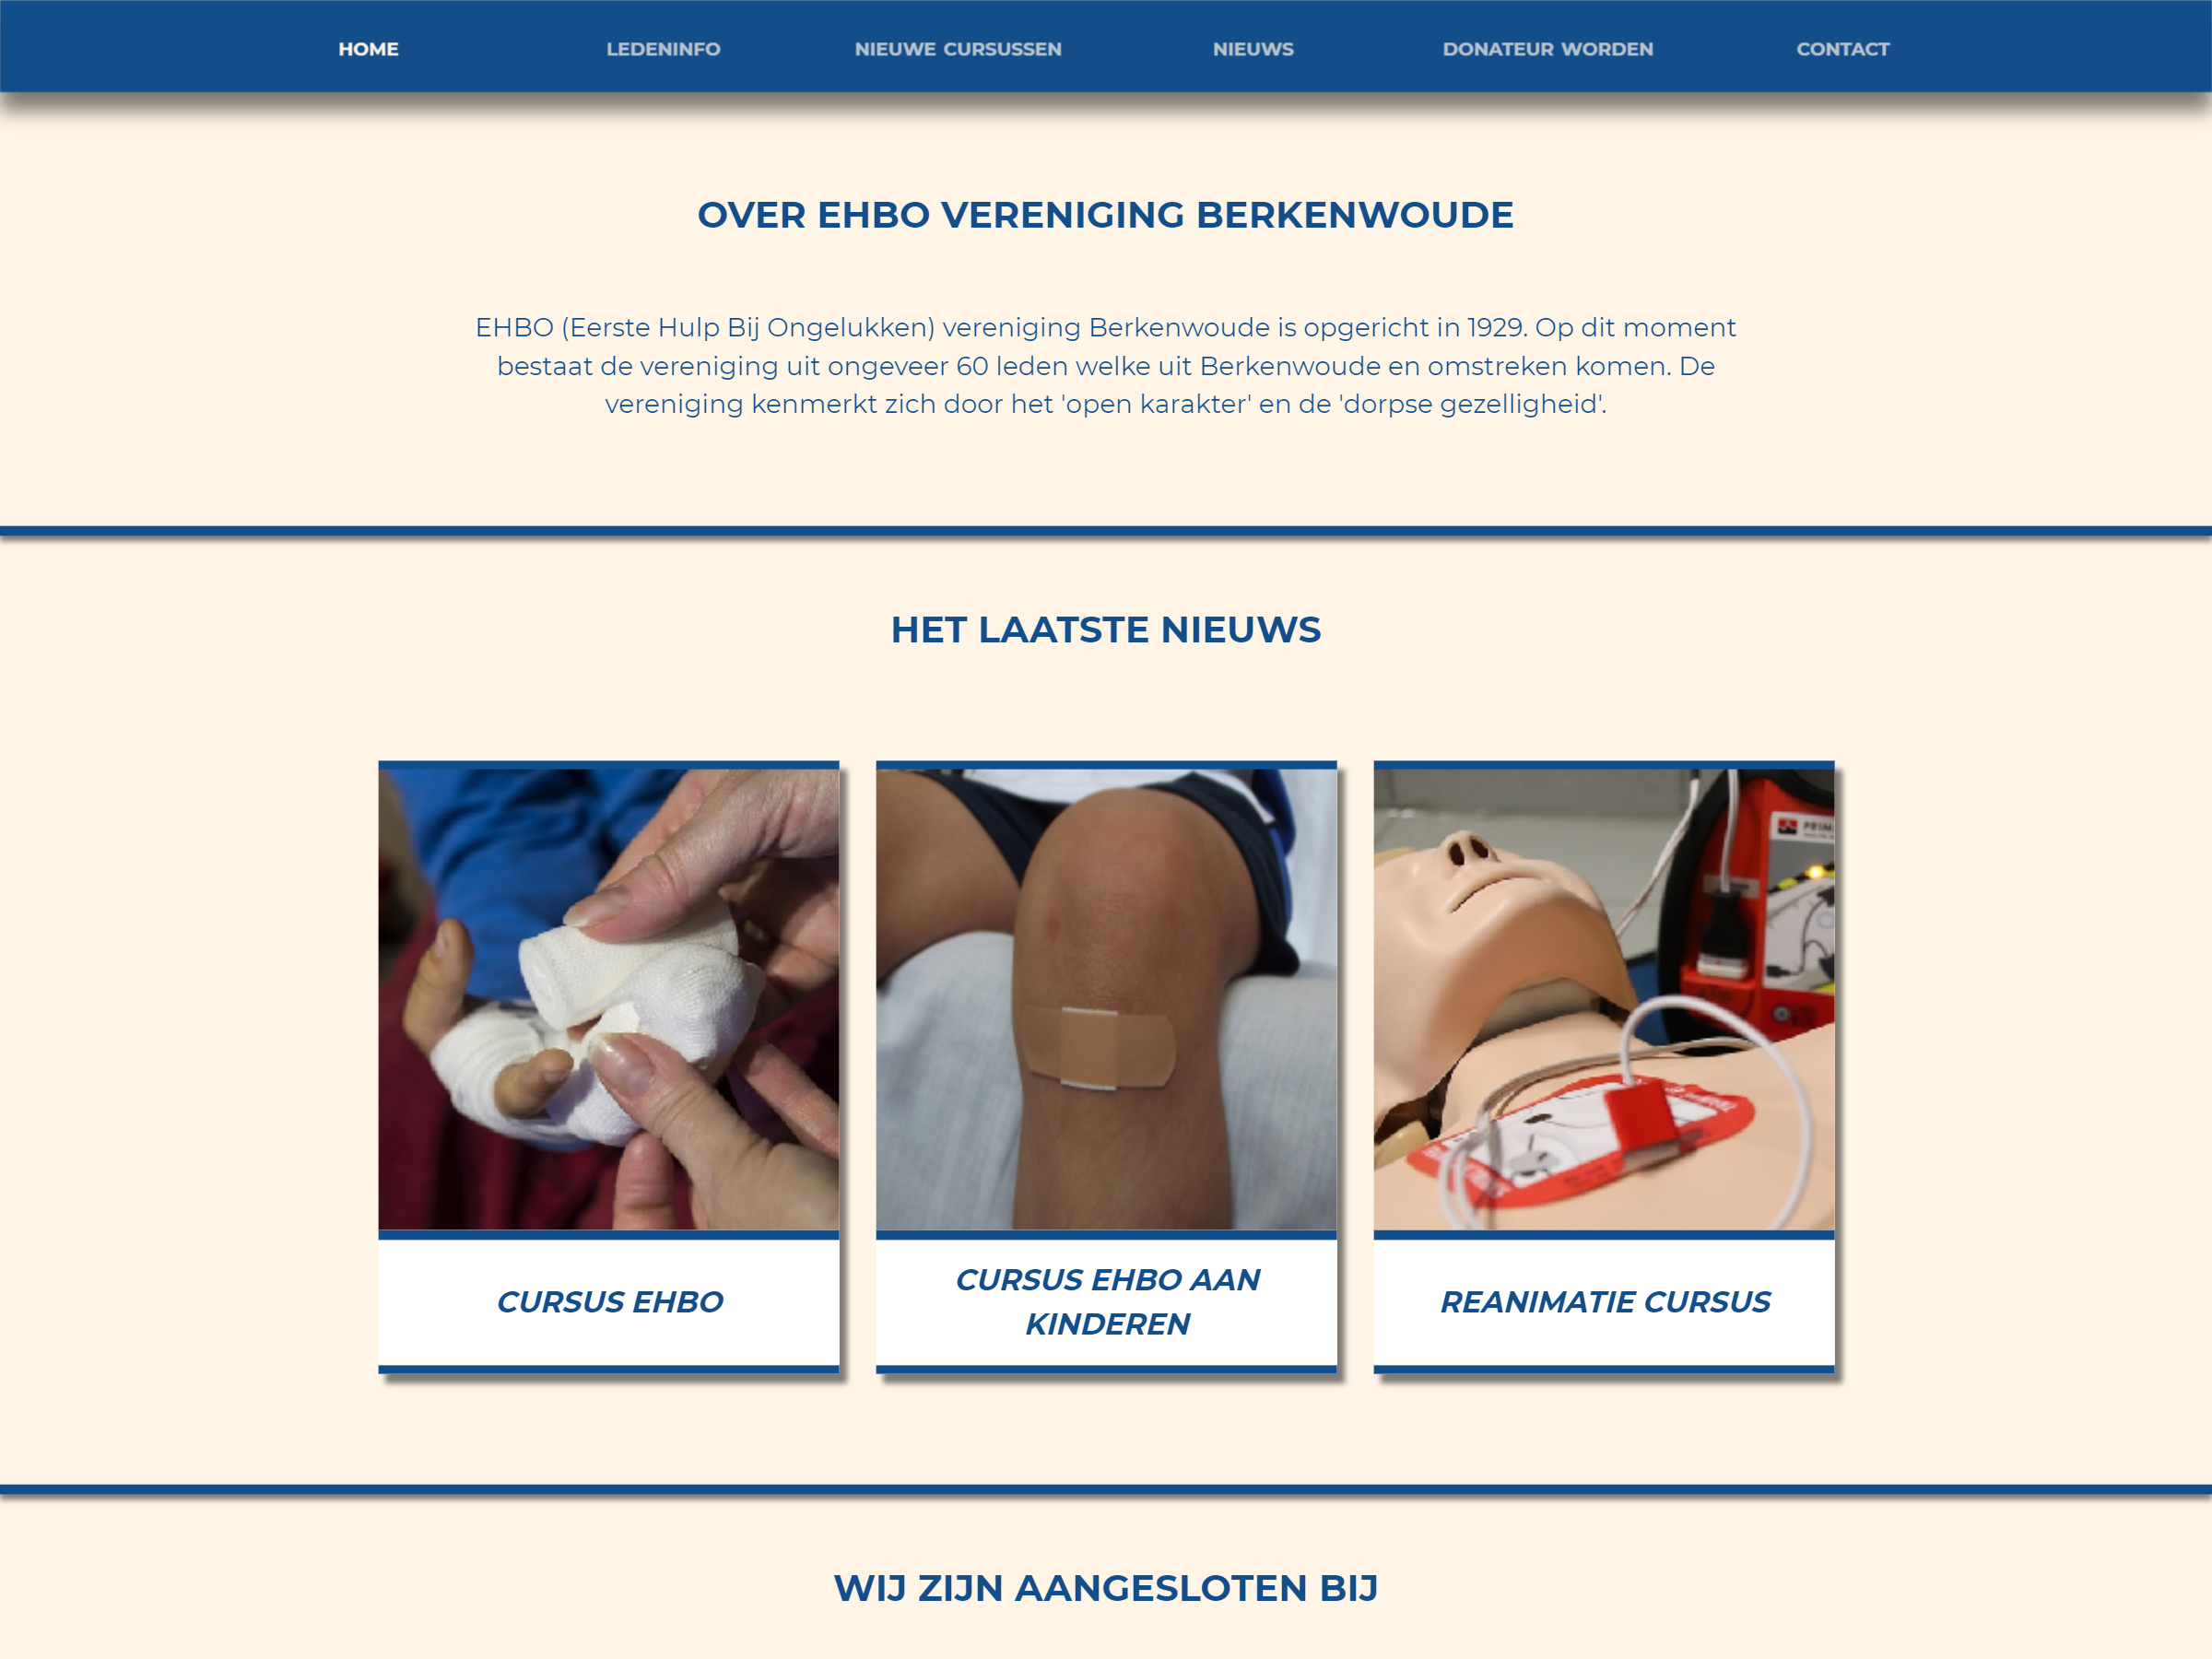 HOME
LEDENINFO
NIEUWE CURSUSSEN
NIEUWS
DONATEUR WORDEN
CONTACT
OVER EHBO VERENIGING BERKENWOUDE
EHBO (Eerste Hulp Bij Ongelukken) vereniging Berkenwoude is opgericht in 1929. Op dit moment
bestaat de vereniging uit ongeveer 60 leden welke uit Berkenwoude en omstreken komen. De
vereniging kenmerkt zich door het 'open karakter' en de 'dorpse gezelligheid'.
HET LAATSTE NIEUWS
CURSUS EHBO
CURSUS EHBO AAN
KINDEREN
REANIMATIE CURSUS
WIJ ZIJN AANGESLOTEN BIJ